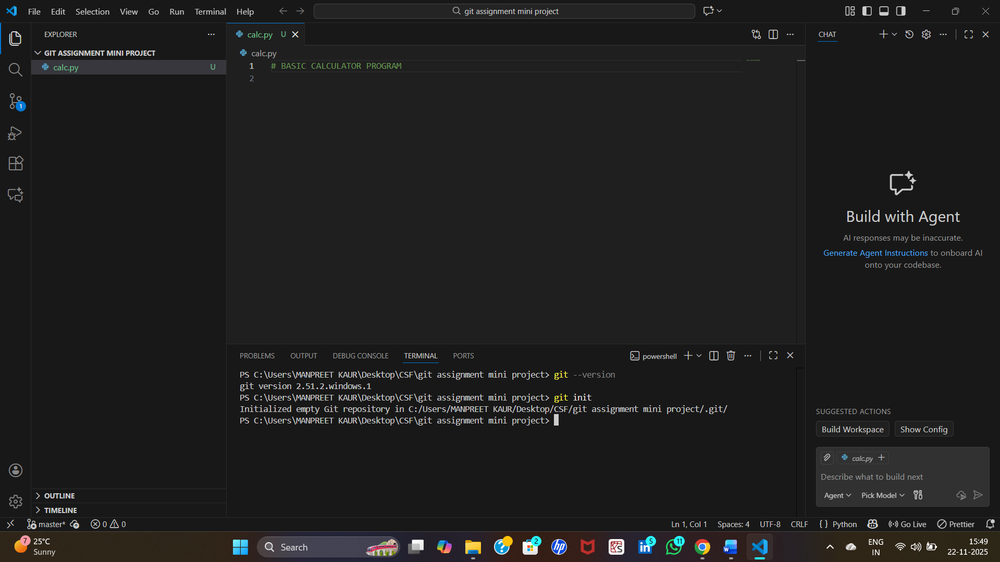 File Edit Selection View Go Run Terminal Help
git assignment mini project
EXPLORER
GIT ASSIGNMENT MINI PROJECT
calc.py U
1
OUTLINE
TIMELINE
calc.py U
calc.py
1 # BASIC CALCULATOR PROGRAM
2
PROBLEMS OUTPUT DEBUG CONSOLE TERMINAL PORTS
powershell
PS C:\Users\MANPREET KAUR\Desktop\CSF\git assignment mini project> git --version
git version 2.51.2.windows.1
PS C:\Users\MANPREET KAUR\Desktop\CSF\git assignment mini project> git init
Initialized empty Git repository in C:/Users/MANPREET KAUR/Desktop/CSF/git assignment mini project/.git/
PS C:\Users\MANPREET KAUR\Desktop\CSF\git assignment mini project>
CHAT
Build with Agent
AI responses may be inaccurate.
Generate Agent Instructions to onboard AI
onto your codebase.
SUGGESTED ACTIONS
Build Workspace Show Config
calc.py
Describe what to build next
Agent Pick Model
master* 0 0
Ln 1, Col 1 Spaces: 4 UTF-8 CRLF {} Python Go Live Prettier
7
25°C
Sunny
Search
2
hp
in 5
11
W
ENG
IN
15:49
22-11-2025